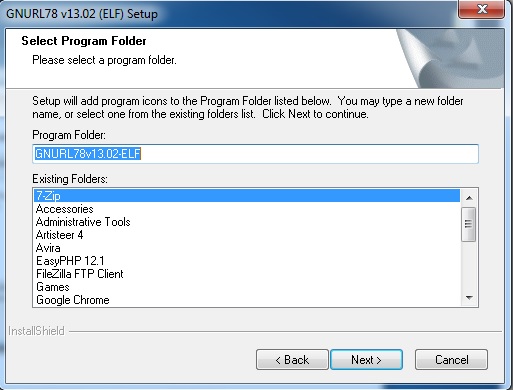 GNURL78 v13.02 (ELF) Setup
Select Program Folder
Please select a program folder.
Setup will add program icons to the Program Folder listed below. You may type a new folder
name, or select one from the existing folders list. Click Next to continue.
Program Folder:
GNURL78v13.02-ELF
Existing Folders:
7-Zip
Accessories
Administrative Tools
Artisteer 4
Avira
EasyPHP 12.1
FileZilla FTP Client
Games
Google Chrome
InstallShield
< Back
Next >
Cancel